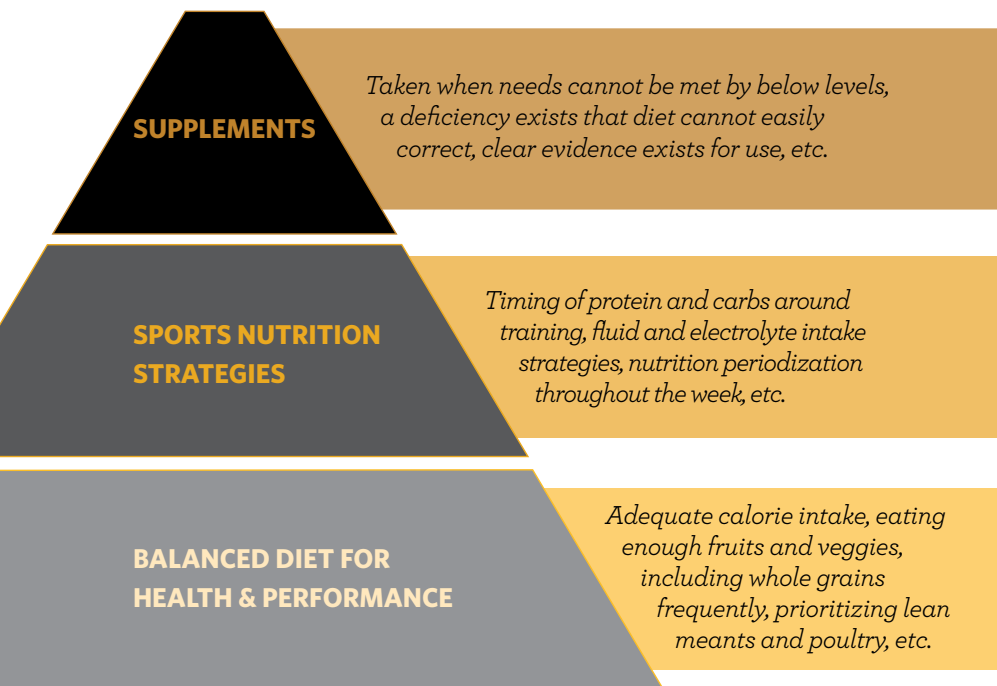 SUPPLEMENTS
Taken when needs cannot be met by below levels,
a deficiency exists that diet cannot easily
correct, clear evidence exists for use, etc.
SPORTS NUTRITION
STRATEGIES
Timing of protein and carbs around
training, fluid and electrolyte intake
strategies, nutrition periodization
throughout the week, etc.
BALANCED DIET FOR
HEALTH & PERFORMANCE
Adequate calorie intake, eating
enough fruits and veggies,
including whole grains
frequently, prioritizing lean
meants and poultry, etc.